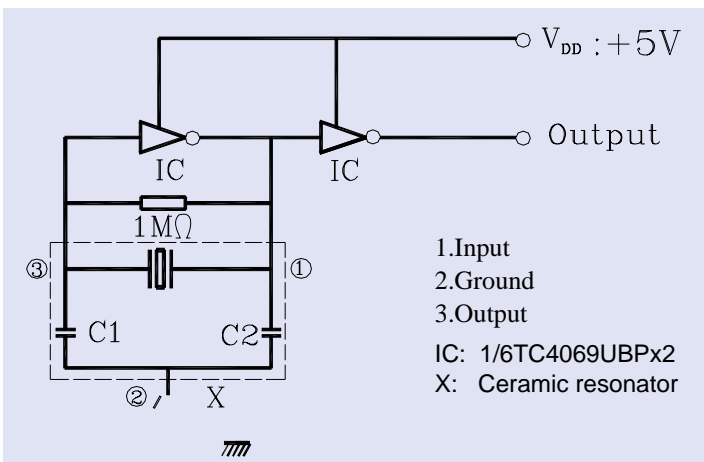 V_DD : +5V
Output
IC
IC
1MΩ
③
①
C1
C2
②
X
1.Input
2.Ground
3.Output
IC: 1/6TC4069UBPx2
X: Ceramic resonator